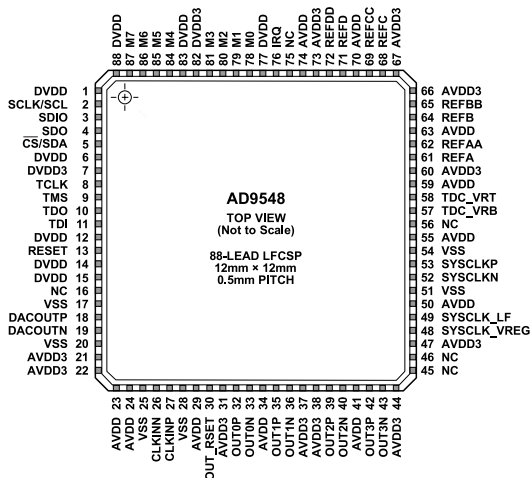 88 DVDD
87 M7
86 M6
85 M5
84 M4
83 DVDD
82 DVDD3
81 M3
80 M2
79 M1
78 M0
77 DVDD
76 IRQ
75 NC
74 AVDD
73 AVDD3
72 REFDD
71 REFD
70 AVDD
69 REFCC
68 REFC
67 AVDD3
DVDD 1
SCLK/SCL 2
SDIO 3
SDO 4
CS/SDA 5
DVDD 6
DVDD3 7
TCLK 8
TMS 9
TDO 10
TDI 11
DVDD 12
RESET 13
DVDD 14
DVDD 15
NC 16
VSS 17
DACOUTP 18
DACOUTN 19
VSS 20
AVDD3 21
AVDD3 22
AD9548
TOP VIEW
(Not to Scale)
88-LEAD LFCSP
12mm × 12mm
0.5mm PITCH
66 AVDD3
65 REFBB
64 REFB
63 AVDD
62 REFAA
61 REFA
60 AVDD3
59 AVDD
58 TDC_VRT
57 TDC_VRB
56 NC
55 AVDD
54 VSS
53 SYSCLKP
52 SYSCLKN
51 VSS
50 AVDD
49 SYSCLK_LF
48 SYSCLK_VREG
47 AVDD3
46 NC
45 NC
AVDD 23
AVDD 24
VSS 25
CLKINN 26
CLKINP 27
VSS 28
AVDD 29
OUT_RSET 30
AVDD3 31
OUT0P 32
OUT0N 33
AVDD 34
OUT1P 35
OUT1N 36
AVDD3 37
AVDD3 38
OUT2P 39
OUT2N 40
AVDD 41
OUT3P 42
OUT3N 43
AVDD3 44